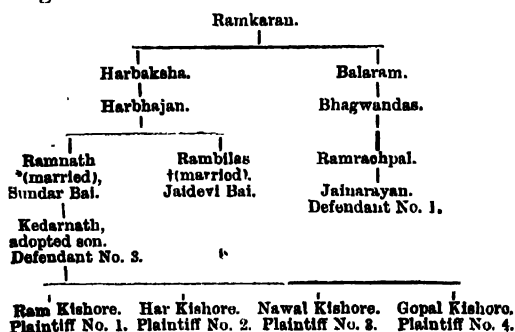 Ramkaran.
Harbaksha. Balaram.
Harbhajan. Bhagwandas.
Ramnath Rambilas Ramrachpal.
*(married), †(married). Jainarayan.
Sundar Bai. Jaidevi Bai. Defendant No. 1.
Kedarnath,
adopted son.
Defendant No. 3.
Ram Kishore. Har Kishore. Nawal Kishore. Gopal Kishore.
Plaintiff No. 1. Plaintiff No. 2. Plaintiff No. 3. Plaintiff No. 4.